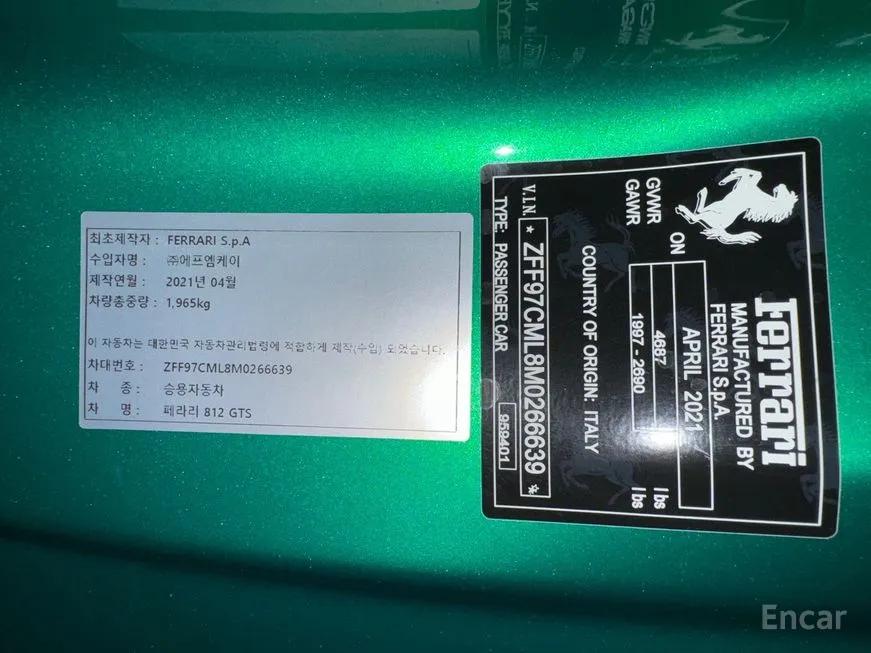 최초제작자 : FERRARI S.p.A
수입자명 : ㈜에프엠케이
제작연월 : 2021년 04월
차량총중량 : 1,965kg
이 자동차는 대한민국 자동차관리법령에 적합하게 제작(수입) 되었습니다.
차대번호 : ZFF97CML8M0266639
차 종 : 승용자동차
차 명 : 페라리 812 GTS
Ferrari
MANUFACTURED BY
FERRARI S.p.A.
ON APRIL 2021
GVWR 4687 lbs
GAWR 1997 - 2690 lbs
COUNTRY OF ORIGIN: ITALY
V.I.N. * ZFF97CML8M0266639 *
TYPE: PASSENGER CAR 959401
Encar